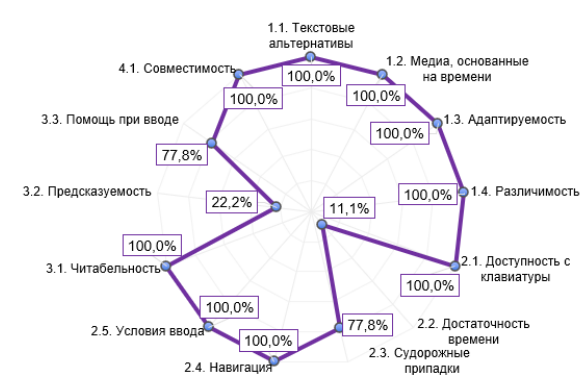 1.1. Текстовые
альтернативы
100,0%
1.2. Медиа, основанные
на времени
100,0%
1.3. Адаптируемость
100,0%
1.4. Различимость
100,0%
2.1. Доступность с
клавиатуры
100,0%
2.2. Достаточность
времени
11,1%
2.3. Судорожные
припадки
77,8%
2.4. Навигация
100,0%
2.5. Условия ввода
100,0%
3.1. Читабельность
100,0%
3.2. Предсказуемость
22,2%
3.3. Помощь при вводе
77,8%
4.1. Совместимость
100,0%